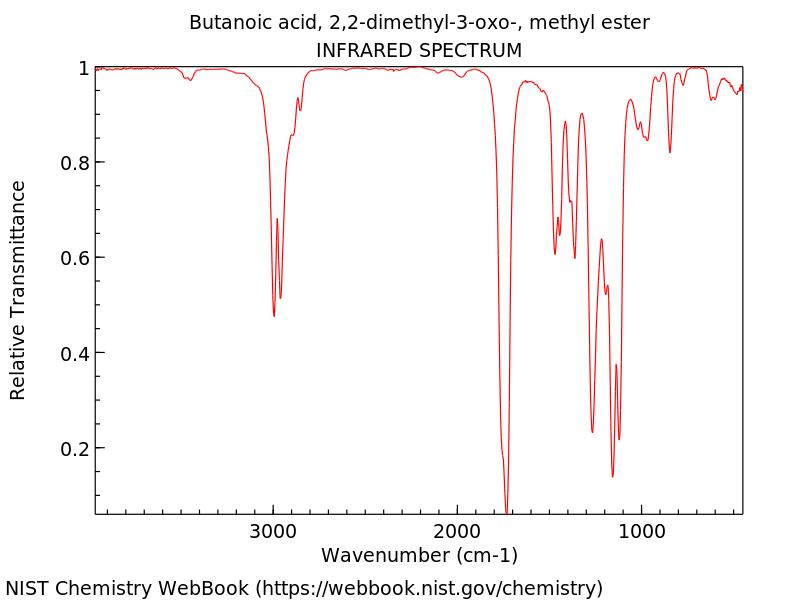 Butanoic acid, 2,2-dimethyl-3-oxo-, methyl ester
INFRARED SPECTRUM
1
0.8
0.6
0.4
0.2
Relative Transmittance
3000 2000 1000
Wavenumber (cm-1)
NIST Chemistry WebBook (https://webbook.nist.gov/chemistry)